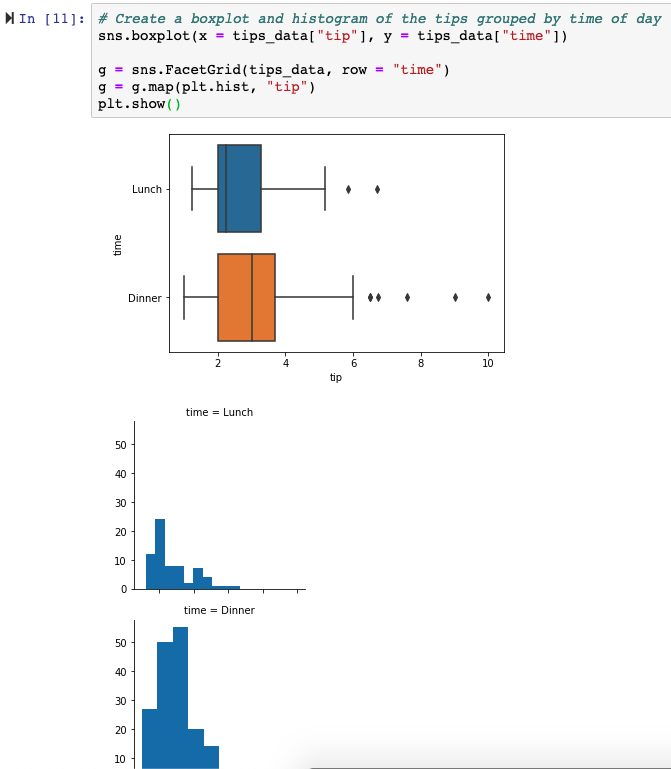 In [11]:
# Create a boxplot and histogram of the tips grouped by time of day
sns.boxplot(x = tips_data["tip"], y = tips_data["time"])
g = sns.FacetGrid(tips_data, row = "time")
g = g.map(plt.hist, "tip")
plt.show()
Lunch
time
Dinner
2 4 6 8 10
tip
time = Lunch
50
40
30
20
10
0
time = Dinner
50
40
30
20
10